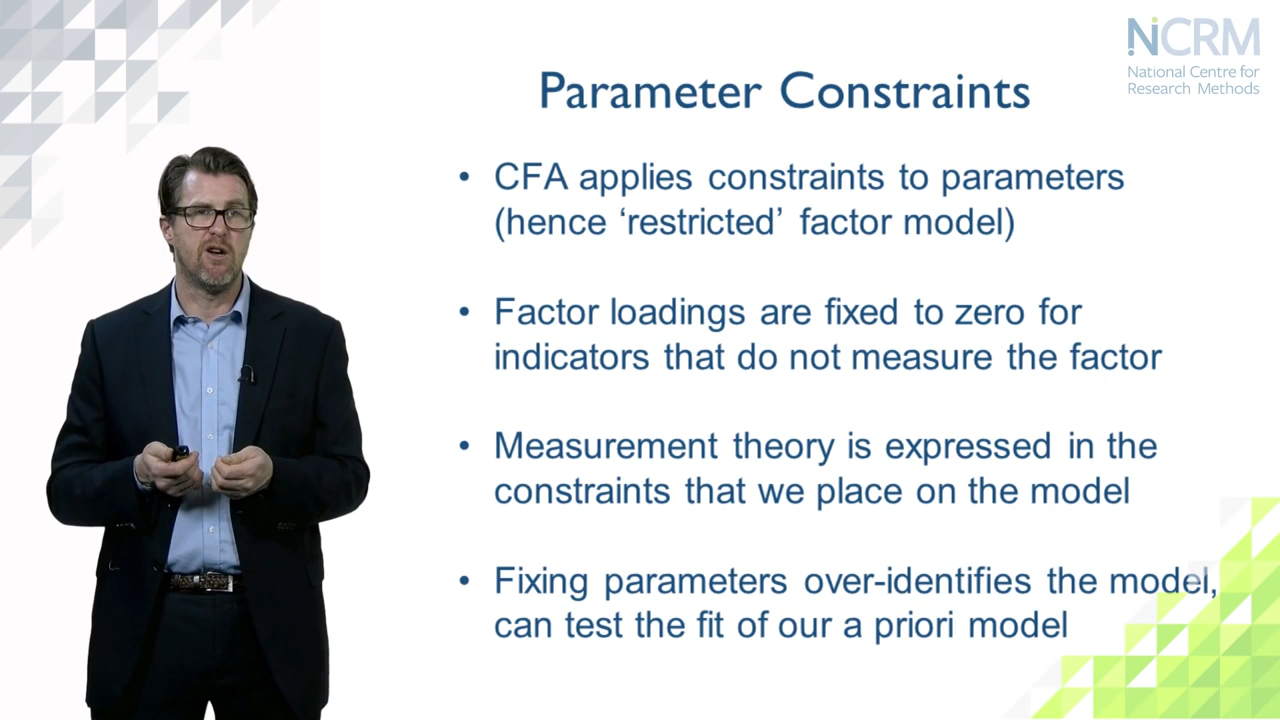 NCRM
National Centre for
Research Methods
Parameter Constraints
• CFA applies constraints to parameters
(hence ‘restricted’ factor model)
• Factor loadings are fixed to zero for
indicators that do not measure the factor
• Measurement theory is expressed in the
constraints that we place on the model
• Fixing parameters over-identifies the model,
can test the fit of our a priori model